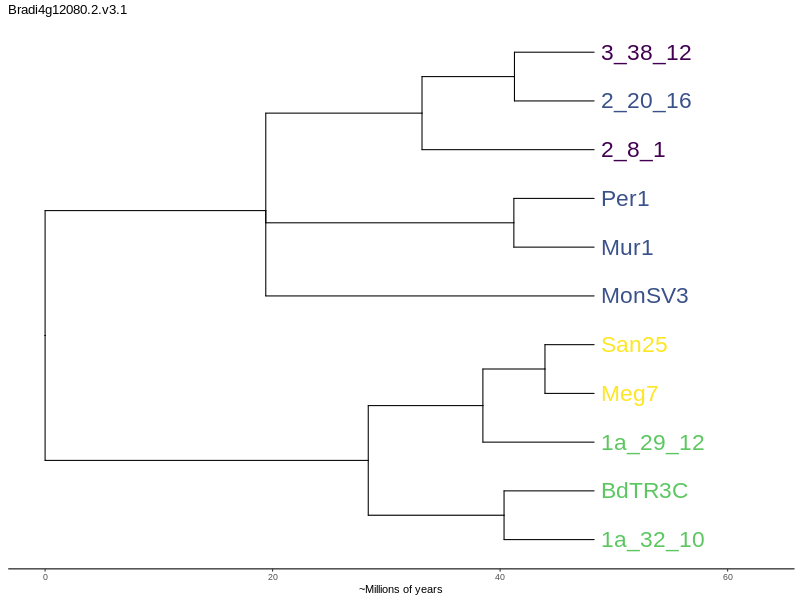 Bradi4g12080.2.v3.1
3_38_12
2_20_16
2_8_1
Per1
Mur1
MonSV3
San25
Meg7
1a_29_12
BdTR3C
1a_32_10
0 20 40 60
~Millions of years